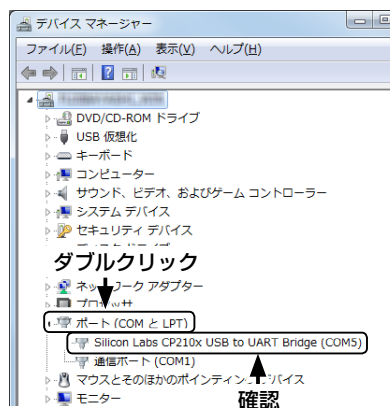 デバイス マネージャー
ファイル(F) 操作(A) 表示(V) ヘルプ(H)
DVD/CD-ROM ドライブ
USB 仮想化
キーボード
コンピューター
サウンド、ビデオ、およびゲーム コントローラー
システム デバイス
セキュリティ デバイス
ダブルクリック
ネットワーク アダプター
プロセッサ
ポート (COM と LPT)
Silicon Labs CP210x USB to UART Bridge (COM5)
通信ポート (COM1)
マウスとそのほかのポインティング デバイス
モニター
確認